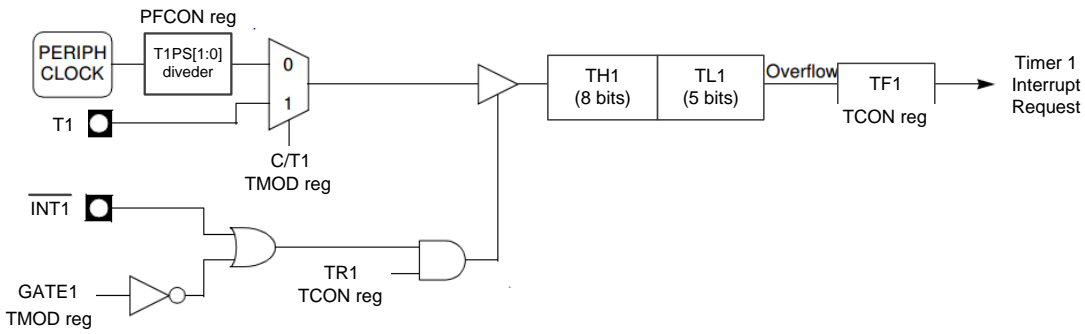 PFCON reg
PERIPH
CLOCK
T1PS[1:0]
diveder
0
1
T1
C/T1
TMOD reg
TH1
(8 bits)
TL1
(5 bits)
Overflow
TF1
TCON reg
Timer 1
Interrupt
Request
INT1
TR1
TCON reg
GATE1
TMOD reg